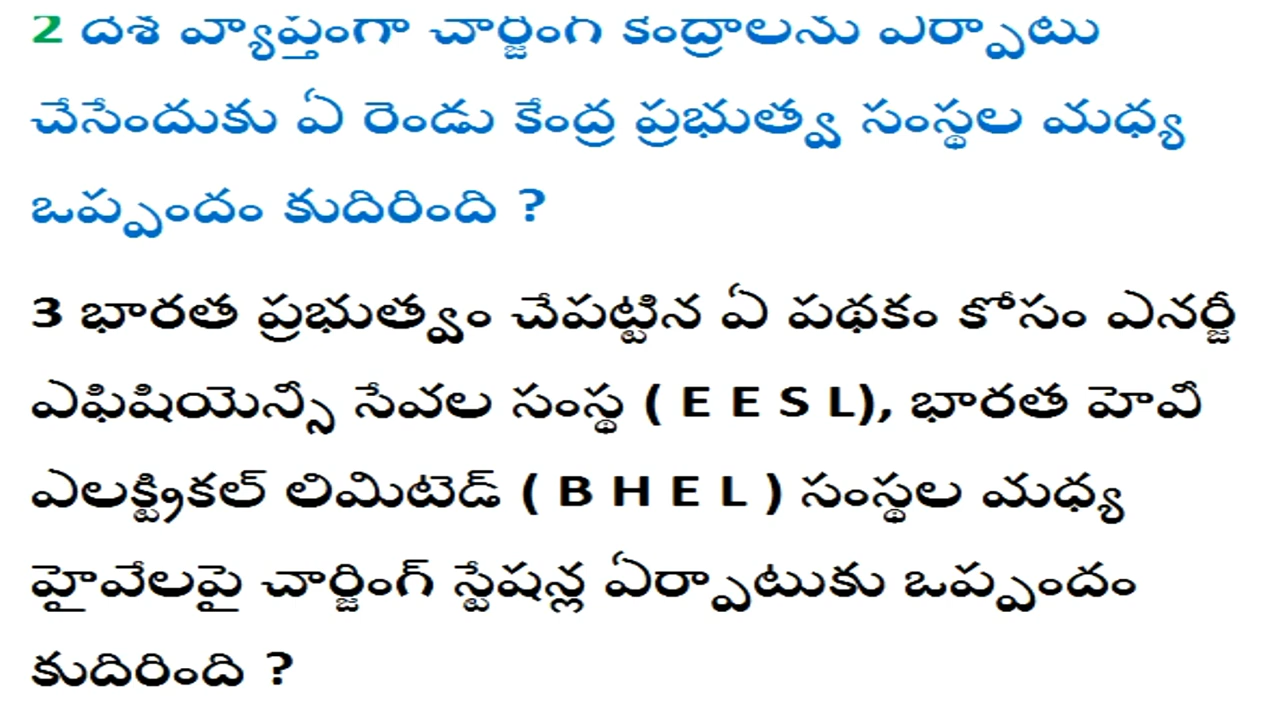 2 దేశ వ్యాప్తంగా చార్జింగ్ కేంద్రాలను ఎర్పాటు
చేసేందుకు ఏ రెండు కేంద్ర ప్రభుత్వ సంస్థల మధ్య
ఒప్పందం కుదిరింది ?
3 భారత ప్రభుత్వం చేపట్టిన ఏ పథకం కోసం ఎనర్జీ
ఎఫిషియెన్సీ సేవల సంస్థ ( E E S L), భారత హెవీ
ఎలక్ట్రికల్ లిమిటెడ్ ( B H E L ) సంస్థల మధ్య
హైవేలపై చార్జింగ్ స్టేషన్ల ఏర్పాటుకు ఒప్పందం
కుదిరింది ?